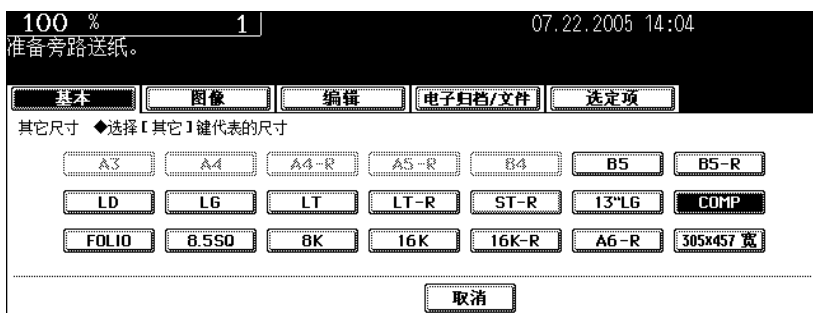 100 % 1 07.22.2005 14:04
准备旁路送纸。
基本 图像 编辑 电子归档/文件 选定项
其它尺寸 ◆选择[其它]键代表的尺寸
A3 A4 A4-R A5-R B4 B5 B5-R
LD LG LT LT-R ST-R 13"LG COMP
FOLIO 8.5SQ 8K 16K 16K-R A6-R 305x457 宽
取消